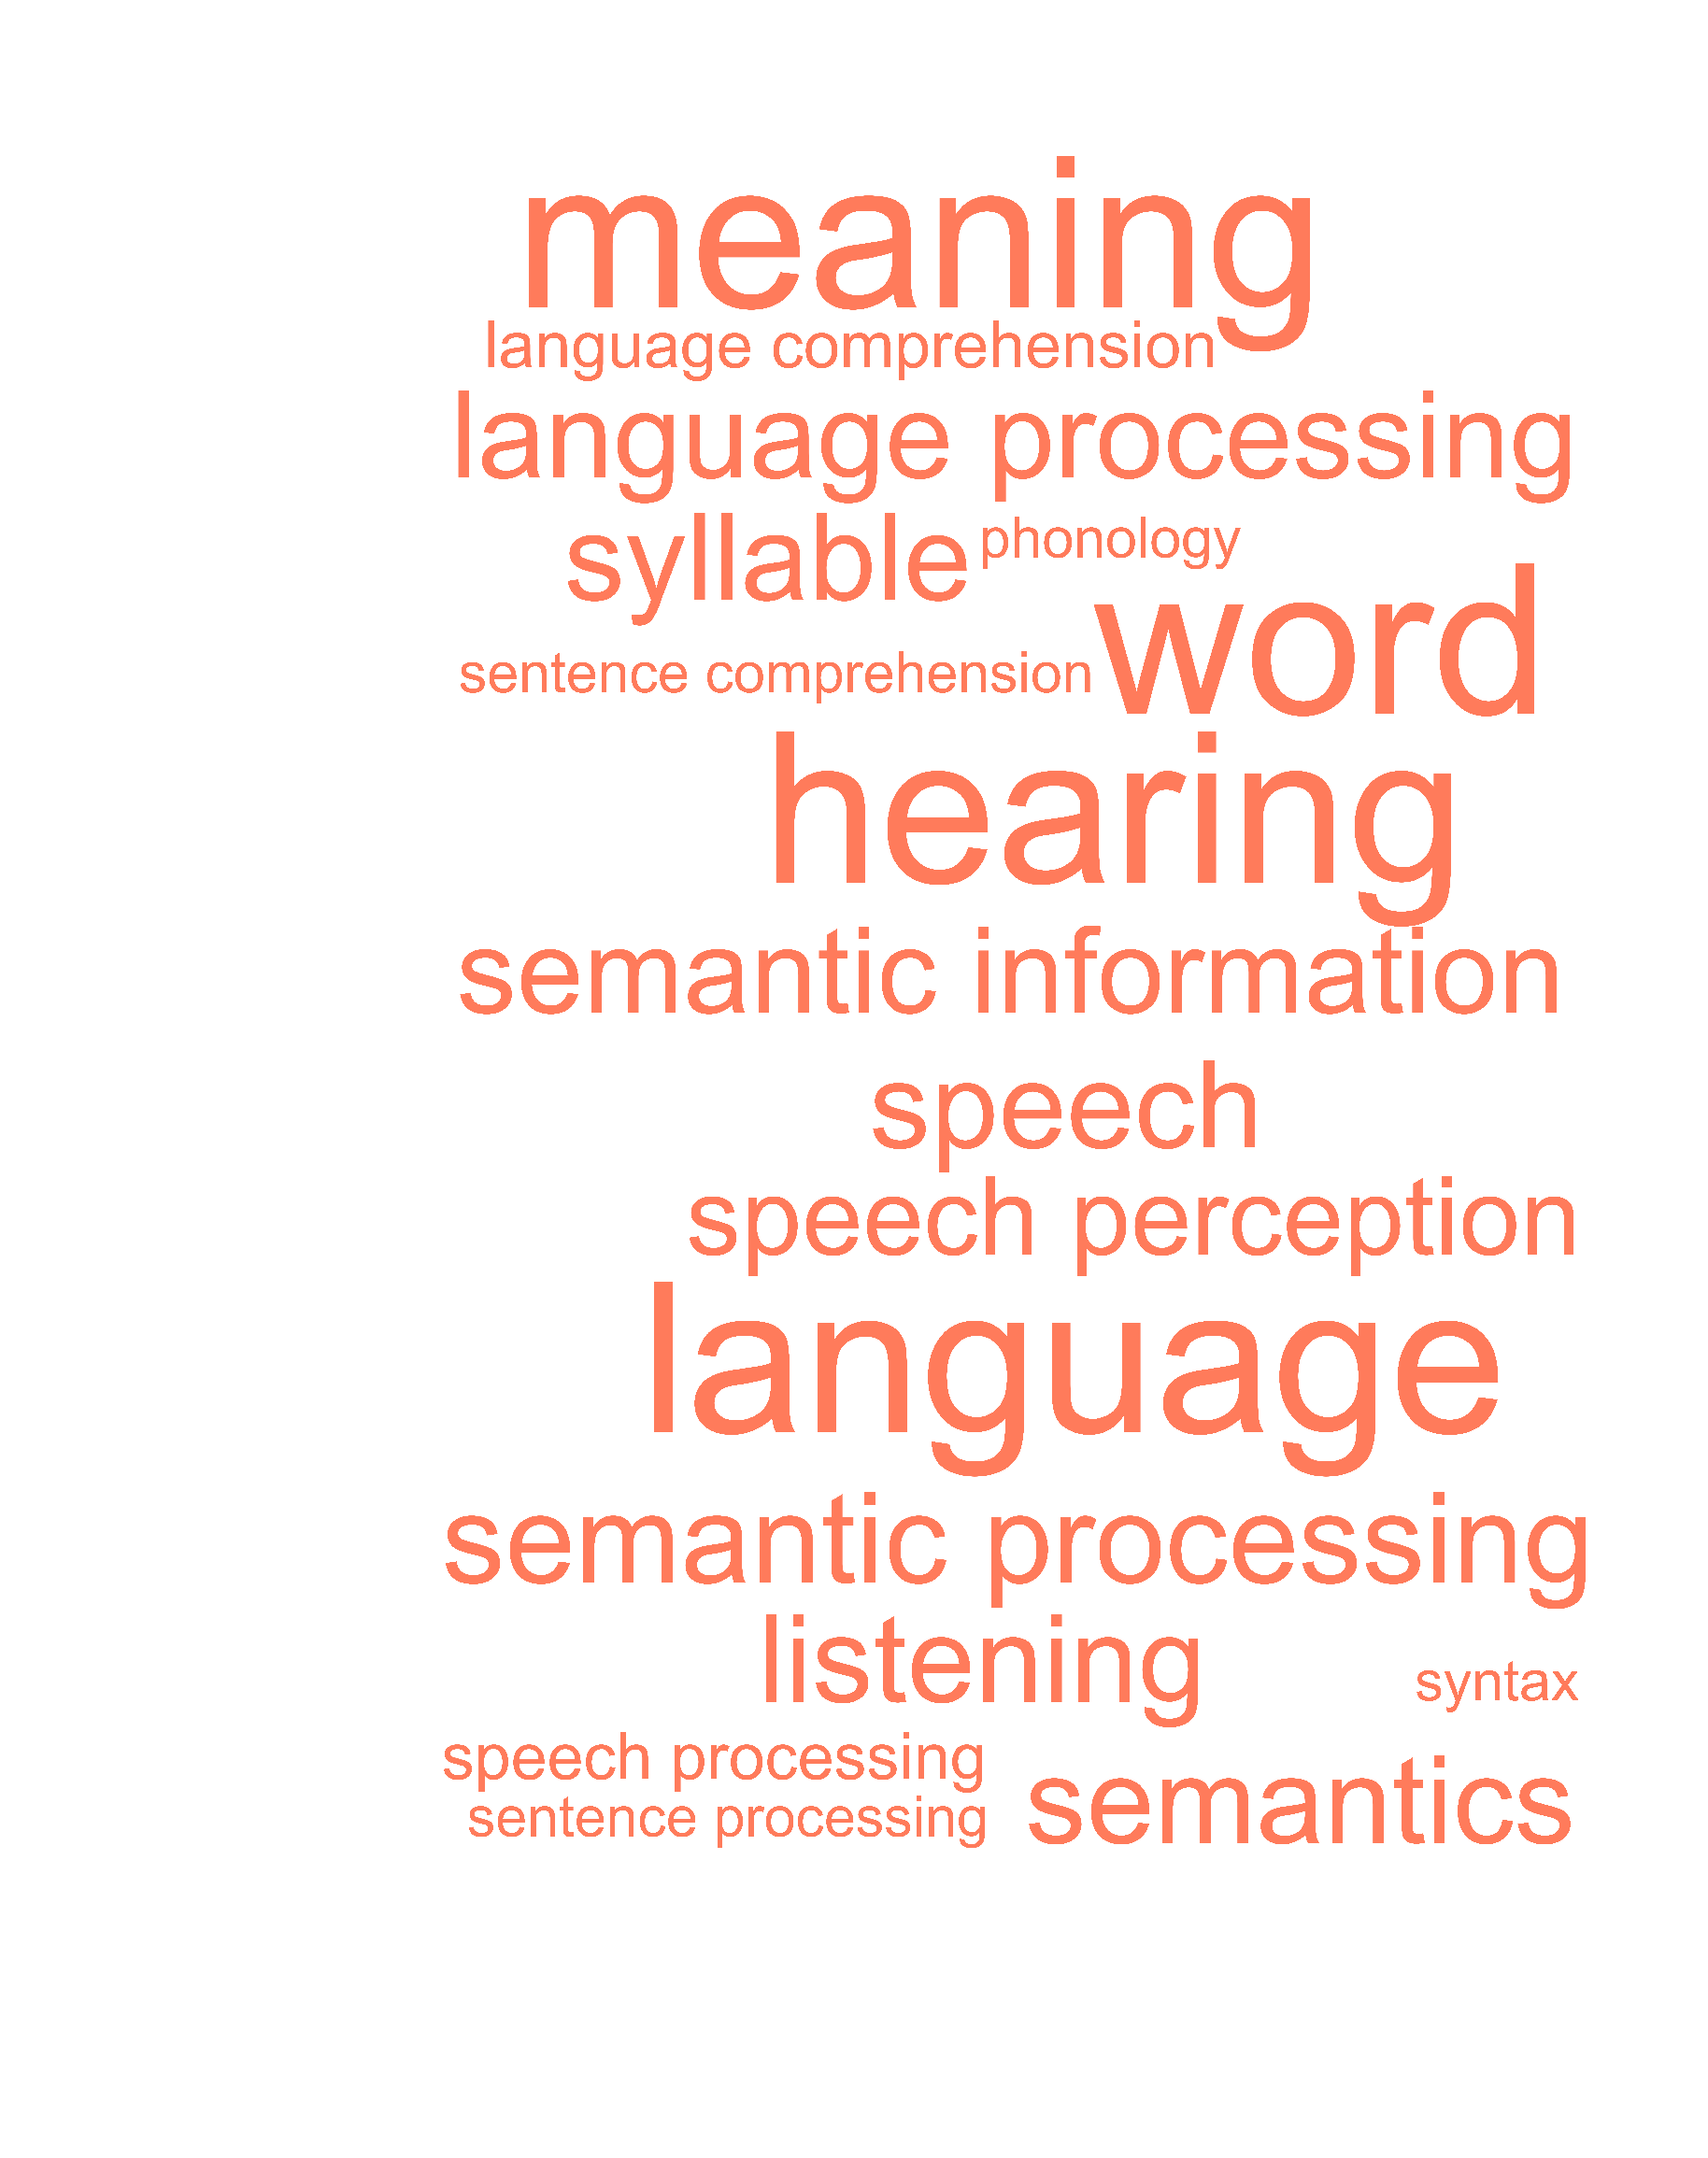 meaning
language comprehension
language processing
syllable phonology
word
sentence comprehension
hearing
semantic information
speech
speech perception
language
semantic processing
listening
syntax
speech processing
semantics
sentence processing